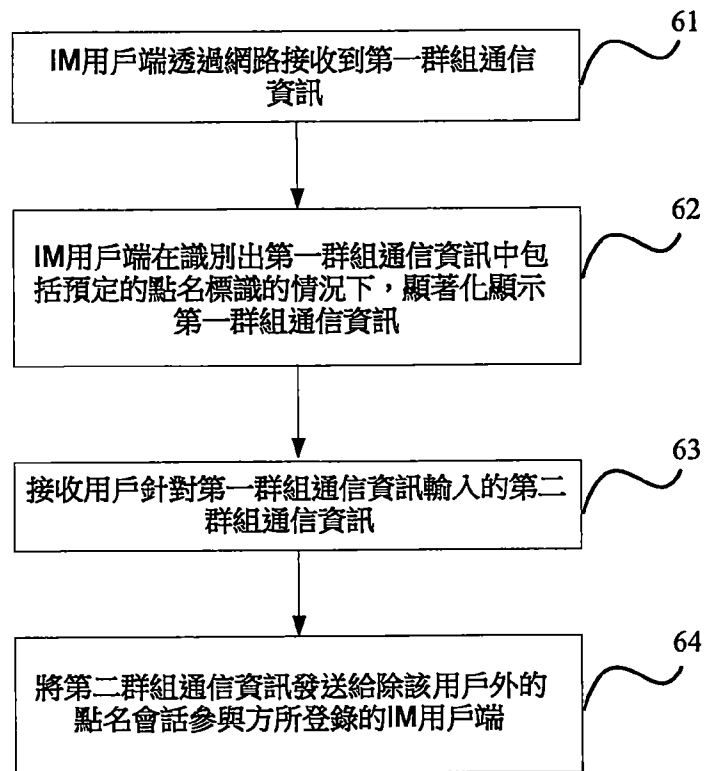 61
IM用戶端透過網路接收到第一群組通信
資訊
62
IM用戶端在識別出第一群組通信資訊中包
括預定的點名標識的情況下，顯著化顯示
第一群組通信資訊
63
接收用戶針對第一群組通信資訊輸入的第二
群組通信資訊
64
將第二群組通信資訊發送給除該用戶外的
點名會話參與方所登錄的IM用戶端